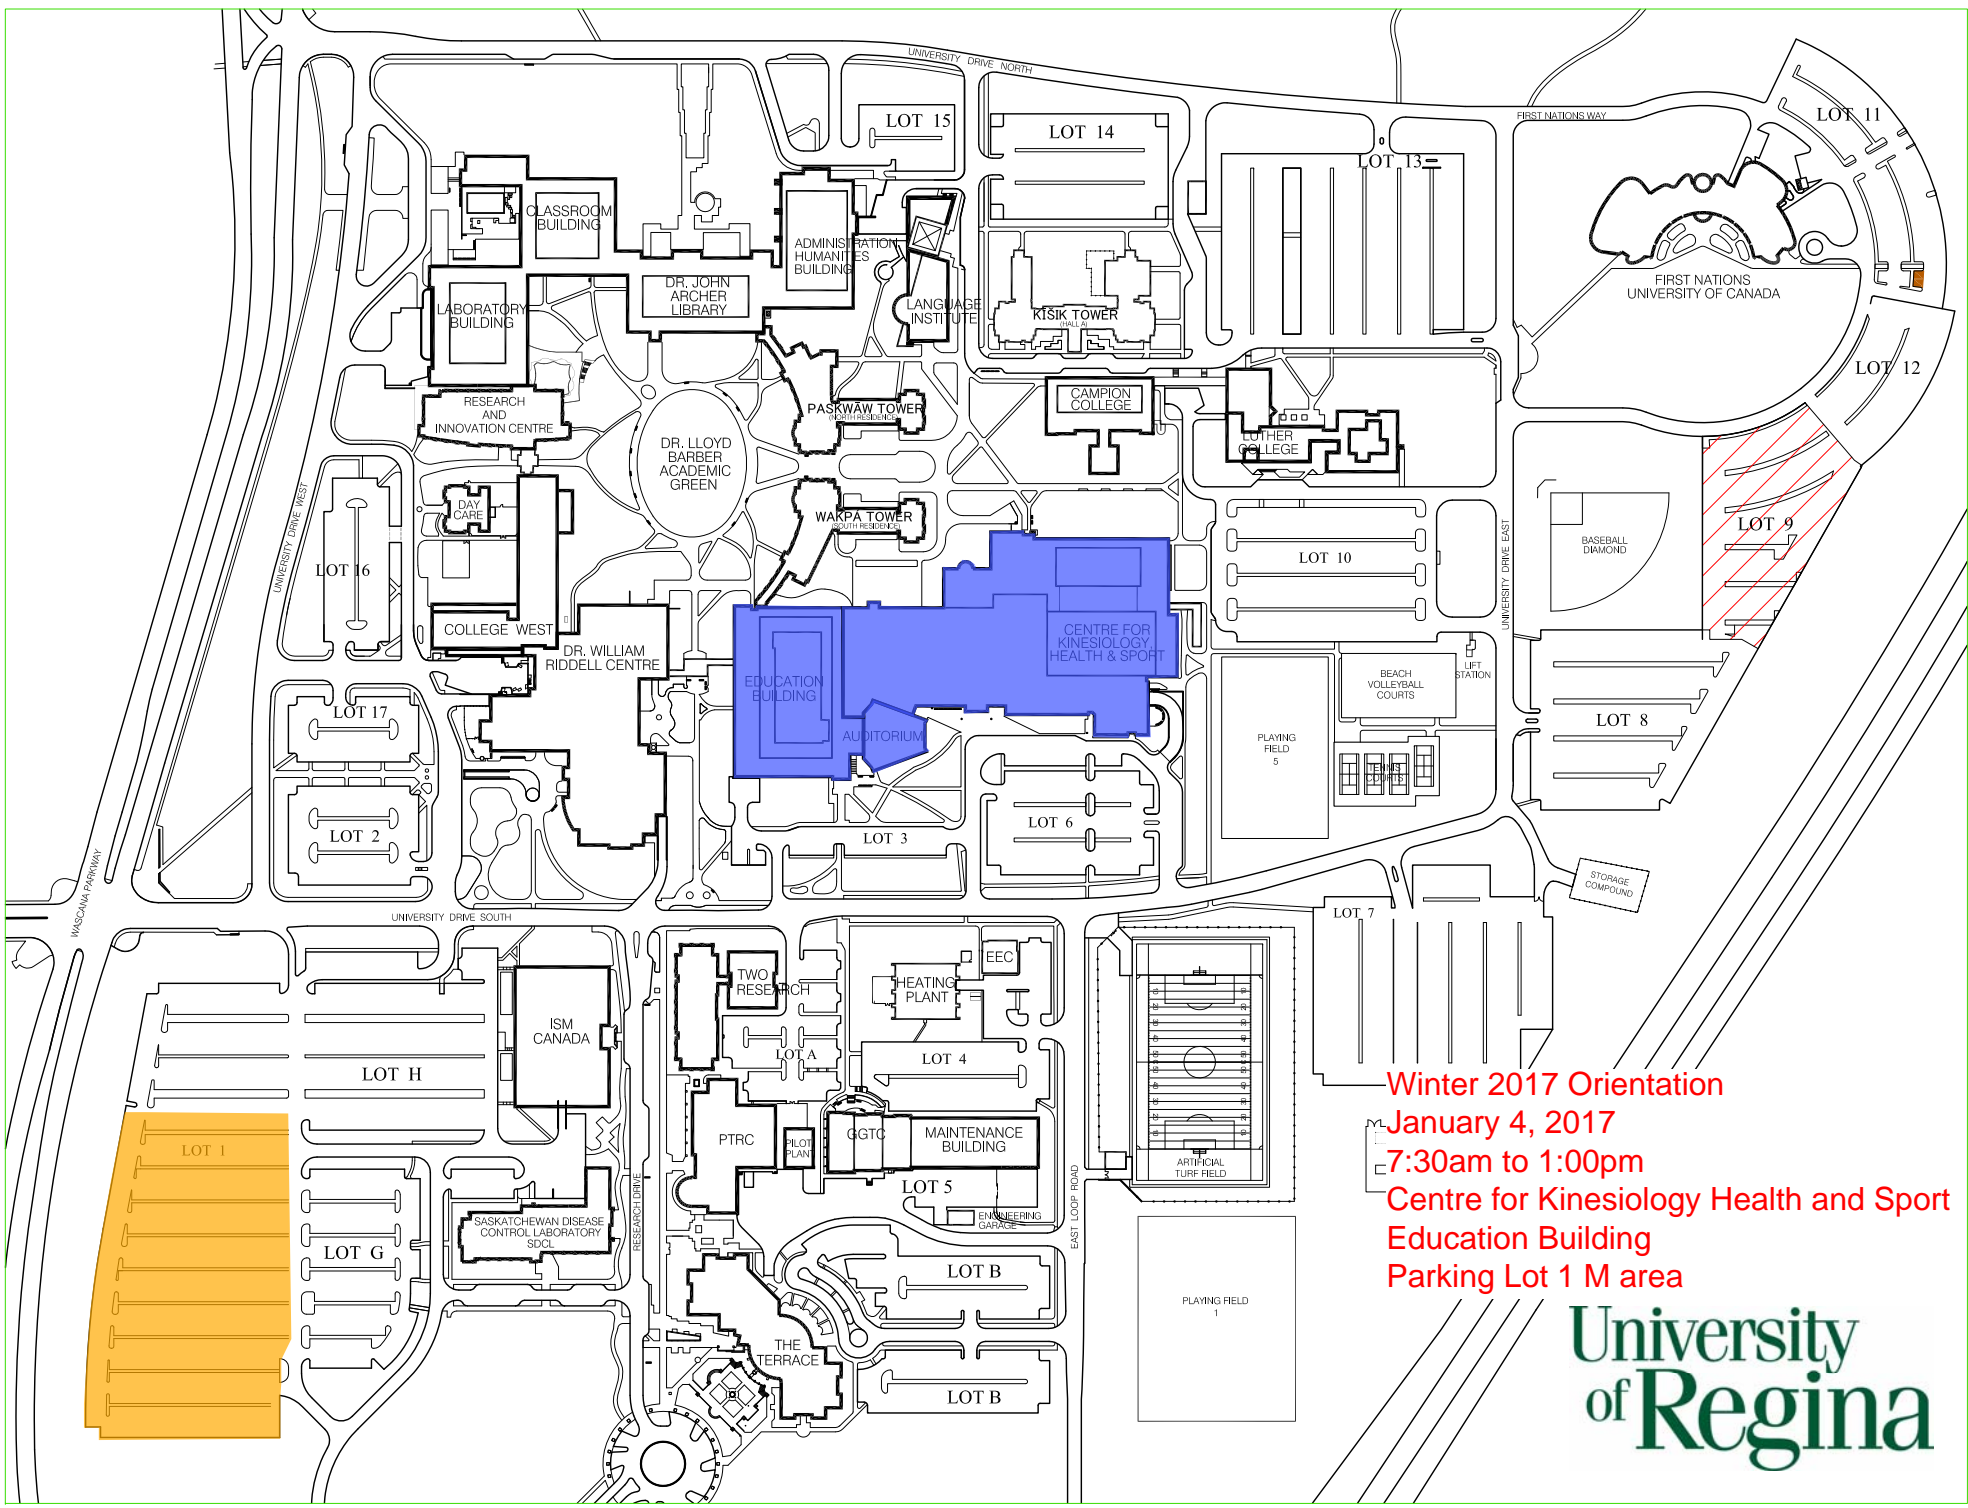 UNIVERSITY DRIVE NORTH
FIRST NATIONS WAY
LOT 11
LOT 15
LOT 14
LOT 13
CLASSROOM
BUILDING
ADMINISTRATION
HUMANITIES
BUILDING
DR. JOHN
ARCHER
LIBRARY
LABORATORY
BUILDING
LANGUAGE
INSTITUTE
KĪŠIK TOWER
(HALL A)
FIRST NATIONS
UNIVERSITY OF CANADA
LOT 12
RESEARCH
AND
INNOVATION CENTRE
PASKWĀW TOWER
(NORTH RESIDENCE)
CAMPION
COLLEGE
LUTHER
COLLEGE
DR. LLOYD
BARBER
ACADEMIC
GREEN
UNIVERSITY DRIVE WEST
DAY
CARE
WAKPĀ TOWER
(SOUTH RESIDENCE)
LOT 9
BASEBALL
DIAMOND
UNIVERSITY DRIVE EAST
LOT 16
LOT 10
COLLEGE WEST
DR. WILLIAM
RIDDELL CENTRE
CENTRE FOR
KINESIOLOGY,
HEALTH & SPORT
EDUCATION
BUILDING
AUDITORIUM
BEACH
VOLLEYBALL
COURTS
LIFT
STATION
LOT 17
LOT 8
PLAYING
FIELD
5
TENNIS
COURTS
LOT 2
LOT 3
LOT 6
STORAGE
COMPOUND
WASCANA PARKWAY
UNIVERSITY DRIVE SOUTH
LOT 7
TWO
RESEARCH
HEATING
PLANT
EEC
ISM
CANADA
LOT A
LOT 4
LOT H
LOT 1
PTRC
PILOT
PLANT
GGTC
MAINTENANCE
BUILDING
ARTIFICIAL
TURF FIELD
LOT 5
ENGINEERING
GARAGE
RESEARCH DRIVE
EAST LOOP ROAD
SASKATCHEWAN DISEASE
CONTROL LABORATORY
SDCL
LOT G
LOT B
PLAYING FIELD
1
THE
TERRACE
LOT B
Winter 2017 Orientation
January 4, 2017
7:30am to 1:00pm
Centre for Kinesiology Health and Sport
Education Building
Parking Lot 1 M area
University
of Regina